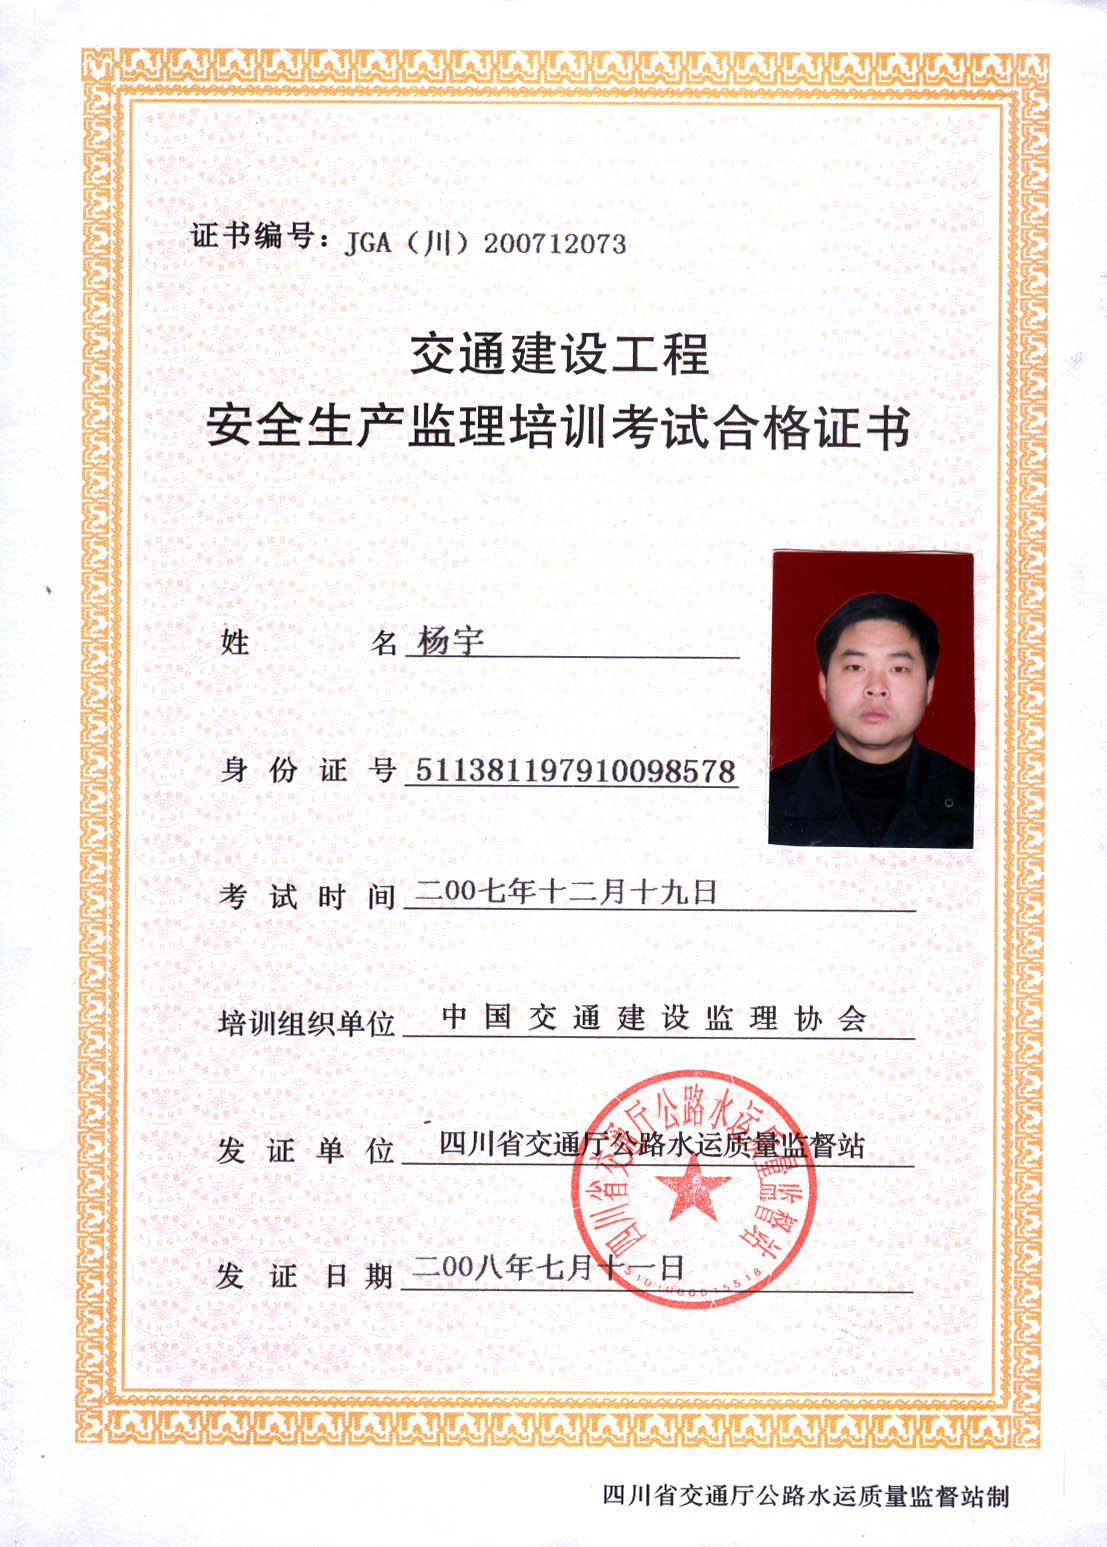 证书编号：JGA（川）200712073
交通建设工程
安全生产监理培训考试合格证书
姓名 杨宇
身份证号 511381197910098578
考试时间 二00七年十二月十九日
培训组织单位 中国交通建设监理协会
发证单位 四川省交通厅公路水运质量监督站
四川省交通厅公路水运质量监督站
发证日期 二00八年七月十一日
四川省交通厅公路水运质量监督站制